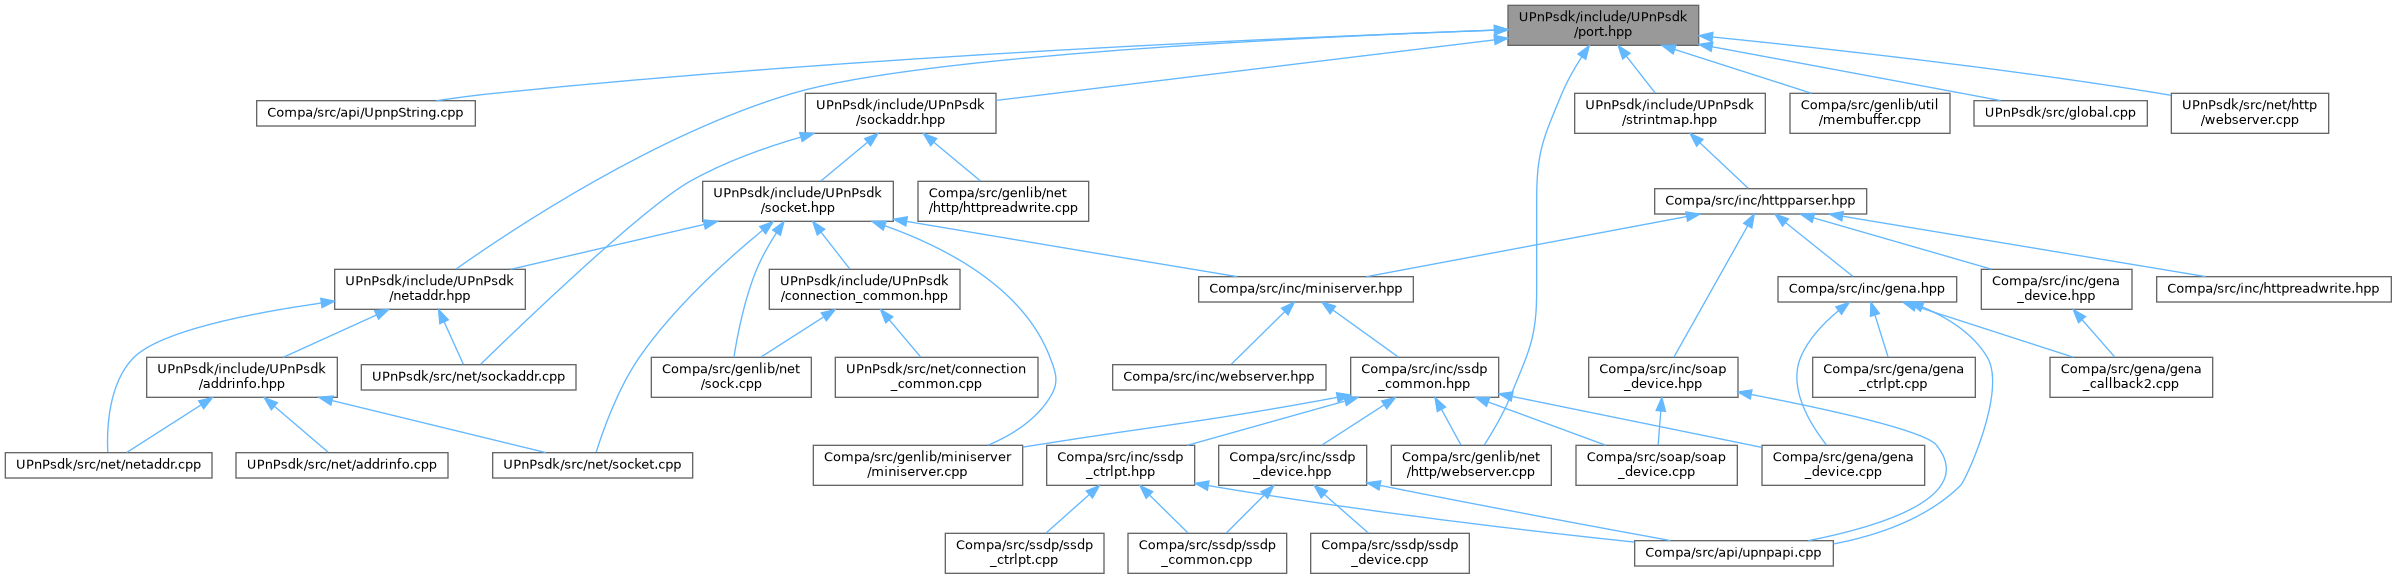 UPnPsdk/include/UPnPsdk
/port.hpp
Compa/src/api/UpnpString.cpp
UPnPsdk/include/UPnPsdk
/sockaddr.hpp
UPnPsdk/include/UPnPsdk
/strintmap.hpp
Compa/src/genlib/util
/membuffer.cpp
UPnPsdk/src/global.cpp
UPnPsdk/src/net/http
/webserver.cpp
UPnPsdk/include/UPnPsdk
/socket.hpp
Compa/src/genlib/net
/http/httpreadwrite.cpp
Compa/src/inc/httpparser.hpp
UPnPsdk/include/UPnPsdk
/netaddr.hpp
UPnPsdk/include/UPnPsdk
/connection_common.hpp
Compa/src/inc/miniserver.hpp
Compa/src/inc/gena.hpp
Compa/src/inc/gena
_device.hpp
Compa/src/inc/httpreadwrite.hpp
UPnPsdk/include/UPnPsdk
/addrinfo.hpp
UPnPsdk/src/net/sockaddr.cpp
Compa/src/genlib/net
/sock.cpp
UPnPsdk/src/net/connection
_common.cpp
Compa/src/inc/webserver.hpp
Compa/src/inc/ssdp
_common.hpp
Compa/src/inc/soap
_device.hpp
Compa/src/gena/gena
_ctrlpt.cpp
Compa/src/gena/gena
_callback2.cpp
UPnPsdk/src/net/netaddr.cpp
UPnPsdk/src/net/addrinfo.cpp
UPnPsdk/src/net/socket.cpp
Compa/src/genlib/miniserver
/miniserver.cpp
Compa/src/inc/ssdp
_ctrlpt.hpp
Compa/src/inc/ssdp
_device.hpp
Compa/src/genlib/net
/http/webserver.cpp
Compa/src/soap/soap
_device.cpp
Compa/src/gena/gena
_device.cpp
Compa/src/ssdp/ssdp
_ctrlpt.cpp
Compa/src/ssdp/ssdp
_common.cpp
Compa/src/ssdp/ssdp
_device.cpp
Compa/src/api/upnpapi.cpp